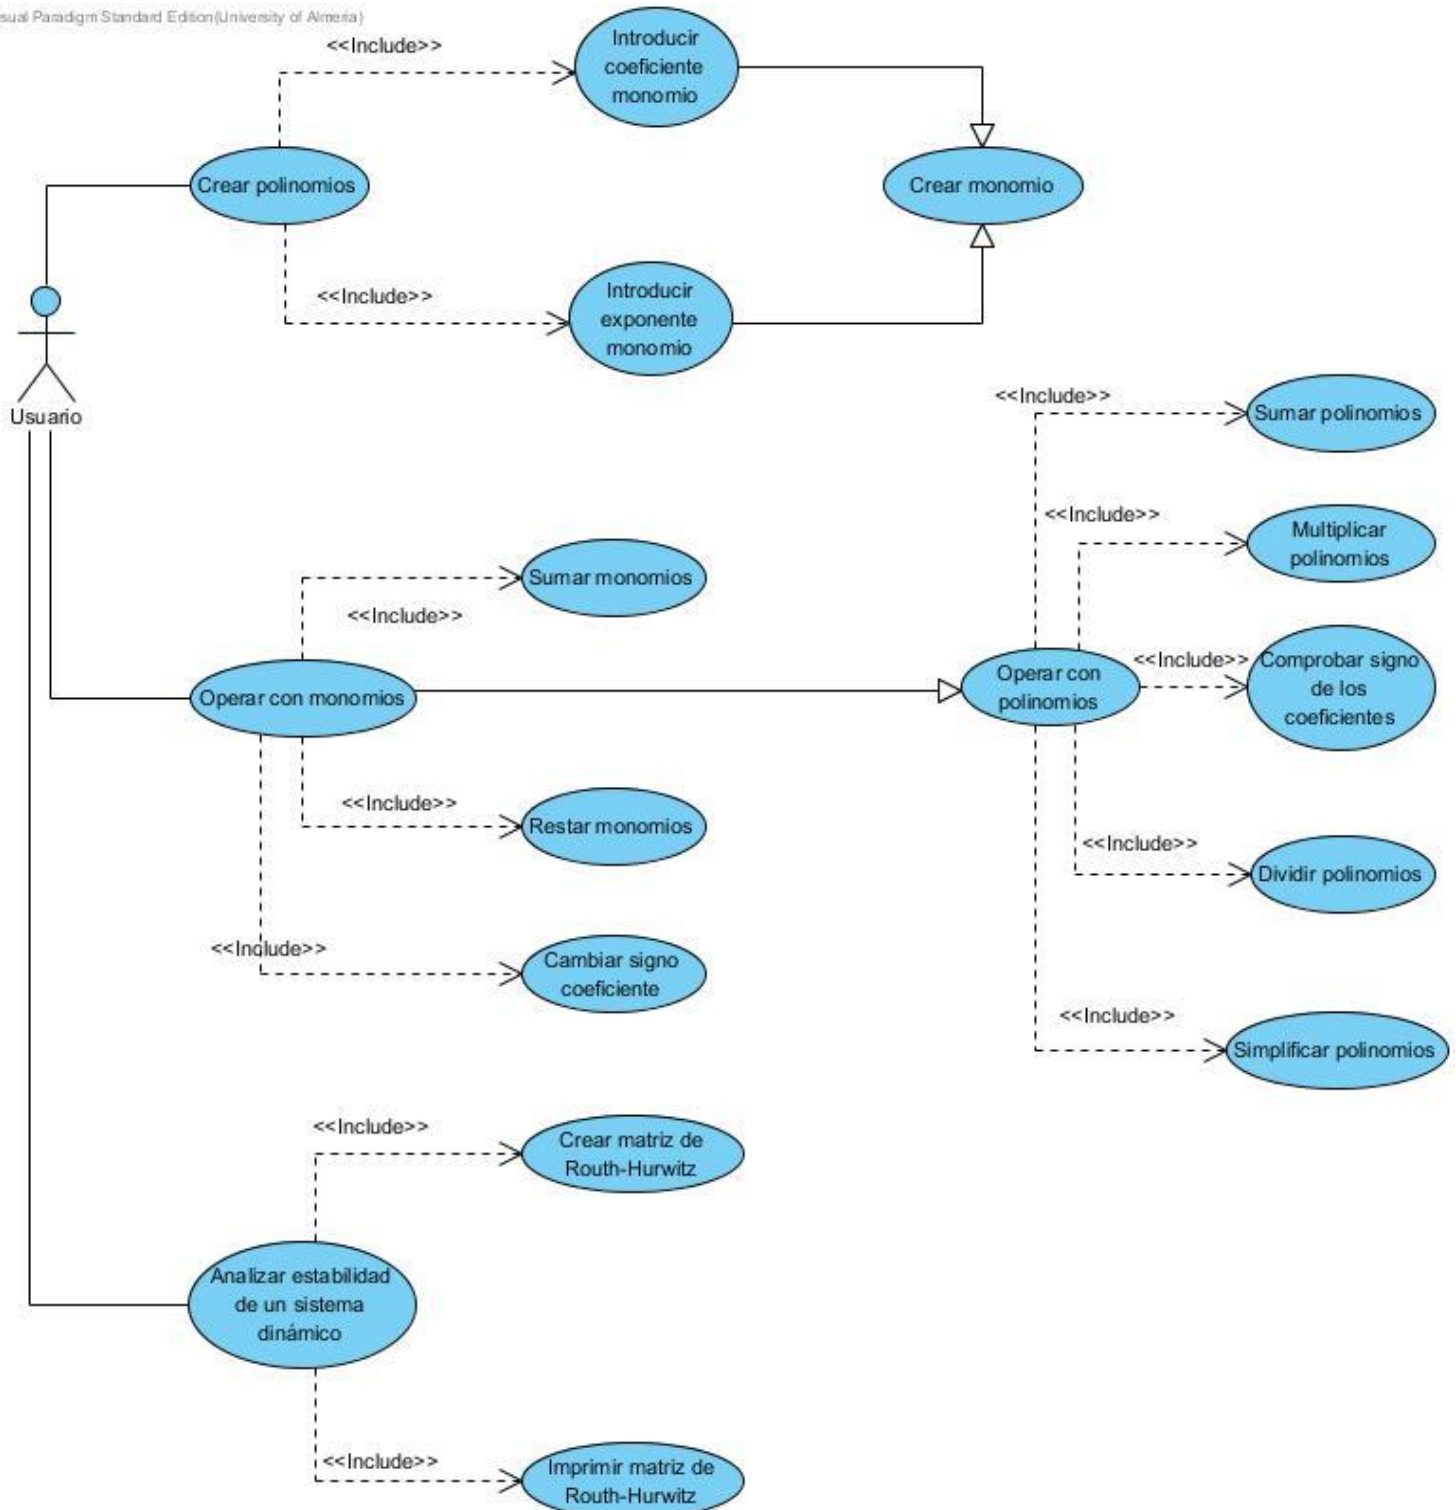 sual Paradigm Standard Edition(University of Almeria)
<<Include>>
Introducir
coeficiente
monomio
Crear polinomios
Crear monomio
<<Include>>
Introducir
exponente
monomio
Usuario
<<Include>>
Sumar polinomios
<<Include>>
Multiplicar
polinomios
Sumar monomios
<<Include>>
Operar con monomios
Operar con
polinomios
<<Include>>
Comprobar signo
de los
coeficientes
<<Include>>
Restar monomios
<<Include>>
Dividir polinomios
<<Include>>
Cambiar signo
coeficiente
<<Include>>
Simplificar polinomios
<<Include>>
Crear matriz de
Routh-Hurwitz
Analizar estabilidad
de un sistema
dinámico
<<Include>>
Imprimir matriz de
Routh-Hurwitz